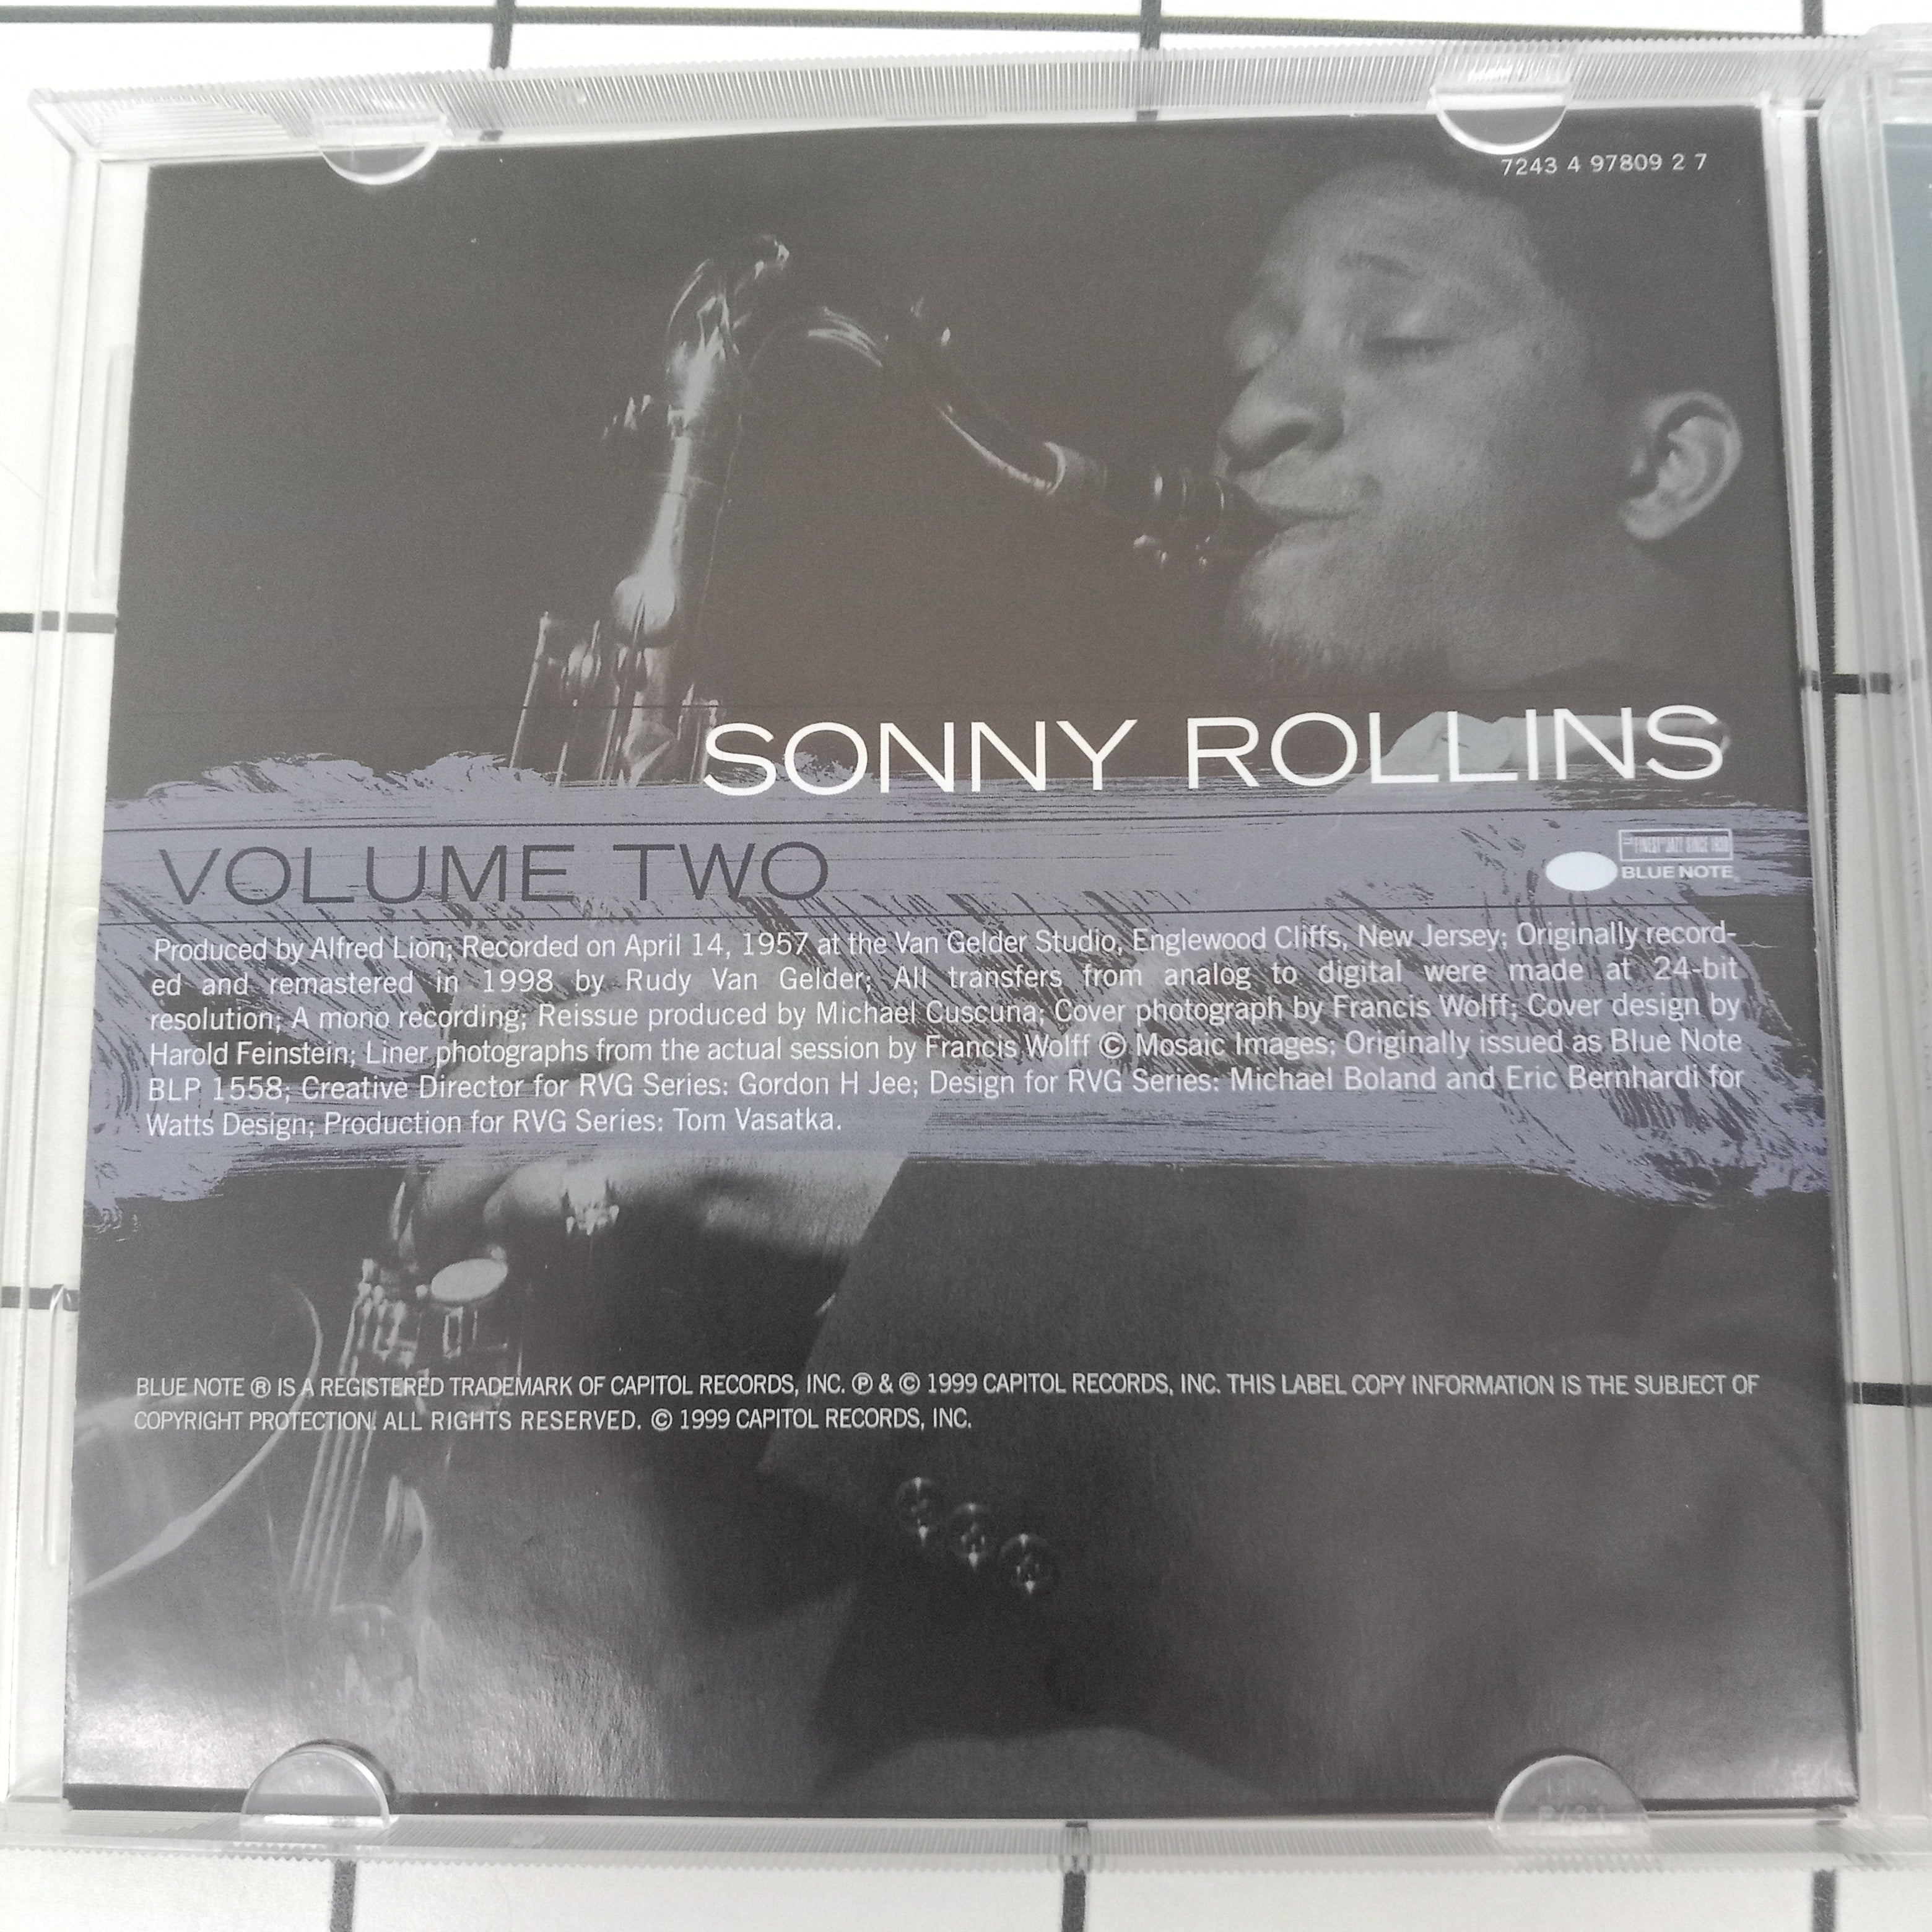 7243 4 97809 2 7
SONNY ROLLINS
VOLUME TWO
FINEST JAZZ SINCE 1939
BLUE NOTE
Produced by Alfred Lion; Recorded on April 14, 1957 at the Van Gelder Studio, Englewood Cliffs, New Jersey; Originally record-
ed and remastered in 1998 by Rudy Van Gelder; All transfers from analog to digital were made at 24-bit
resolution; A mono recording; Reissue produced by Michael Cuscuna; Cover photograph by Francis Wolff; Cover design by
Harold Feinstein; Liner photographs from the actual session by Francis Wolff © Mosaic Images; Originally issued as Blue Note
BLP 1558; Creative Director for RVG Series: Gordon H Jee; Design for RVG Series: Michael Boland and Eric Bernhardi for
Watts Design; Production for RVG Series: Tom Vasatka.
BLUE NOTE ® IS A REGISTERED TRADEMARK OF CAPITOL RECORDS, INC. ℗ & © 1999 CAPITOL RECORDS, INC. THIS LABEL COPY INFORMATION IS THE SUBJECT OF
COPYRIGHT PROTECTION. ALL RIGHTS RESERVED. © 1999 CAPITOL RECORDS, INC.